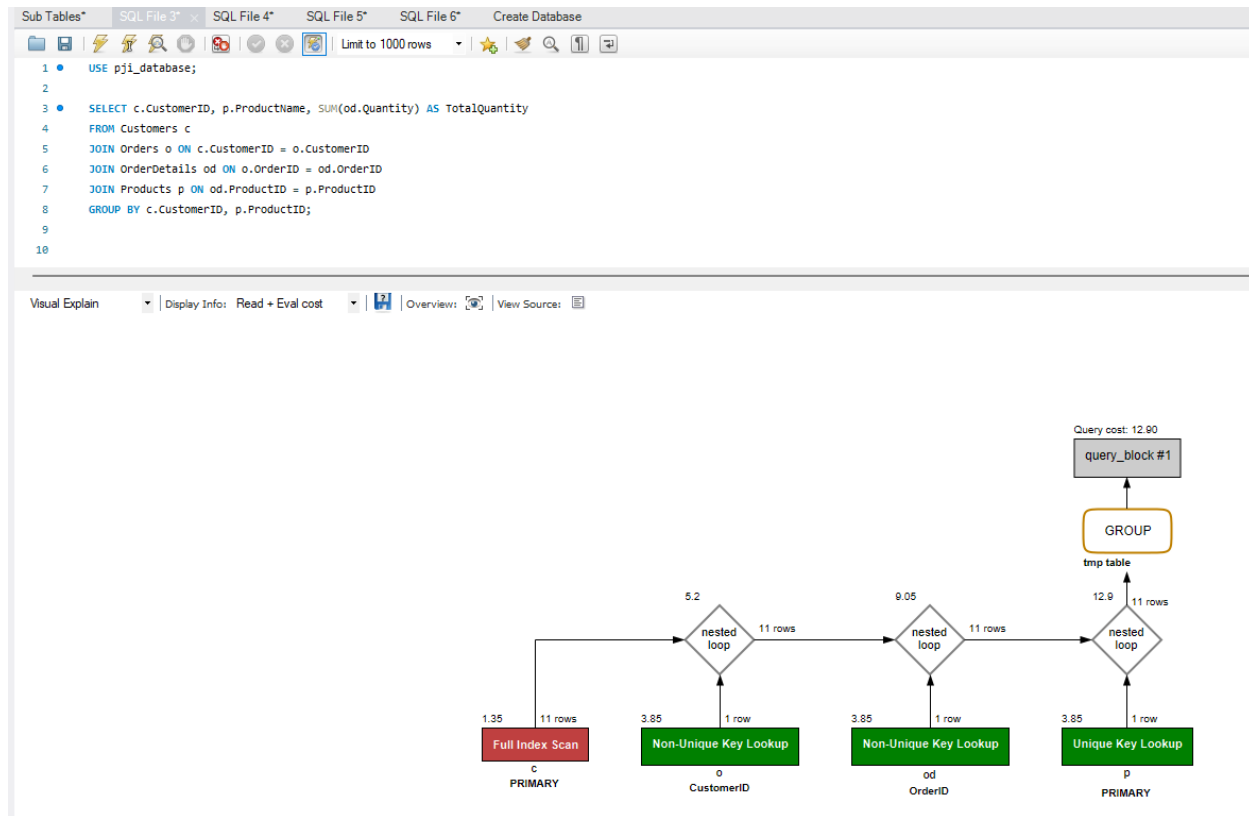 Sub Tables* SQL File 3* × SQL File 4* SQL File 5* SQL File 6* Create Database
Limit to 1000 rows
1 USE pji_database;
2
3 SELECT c.CustomerID, p.ProductName, SUM(od.Quantity) AS TotalQuantity
4 FROM Customers c
5 JOIN Orders o ON c.CustomerID = o.CustomerID
6 JOIN OrderDetails od ON o.OrderID = od.OrderID
7 JOIN Products p ON od.ProductID = p.ProductID
8 GROUP BY c.CustomerID, p.ProductID;
9
10
Visual Explain Display Info: Read + Eval cost Overview: View Source:
Query cost: 12.90
query_block #1
GROUP
tmp table
5.2 9.05 12.9 11 rows
nested loop 11 rows nested loop 11 rows nested loop
1.35 11 rows 3.85 1 row 3.85 1 row 3.85 1 row
Full Index Scan Non-Unique Key Lookup Non-Unique Key Lookup Unique Key Lookup
c o od p
PRIMARY CustomerID OrderID PRIMARY